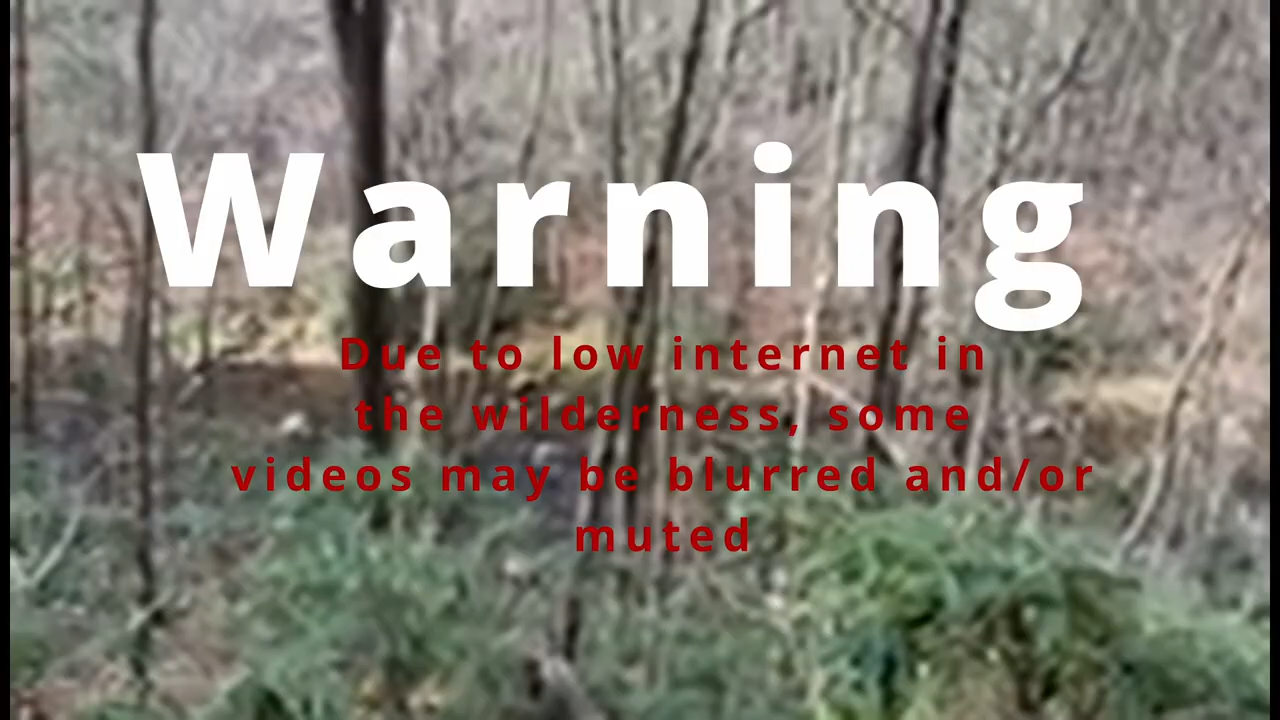 Warning
Due to low internet in
the wilderness, some
videos may be blurred and/or
muted